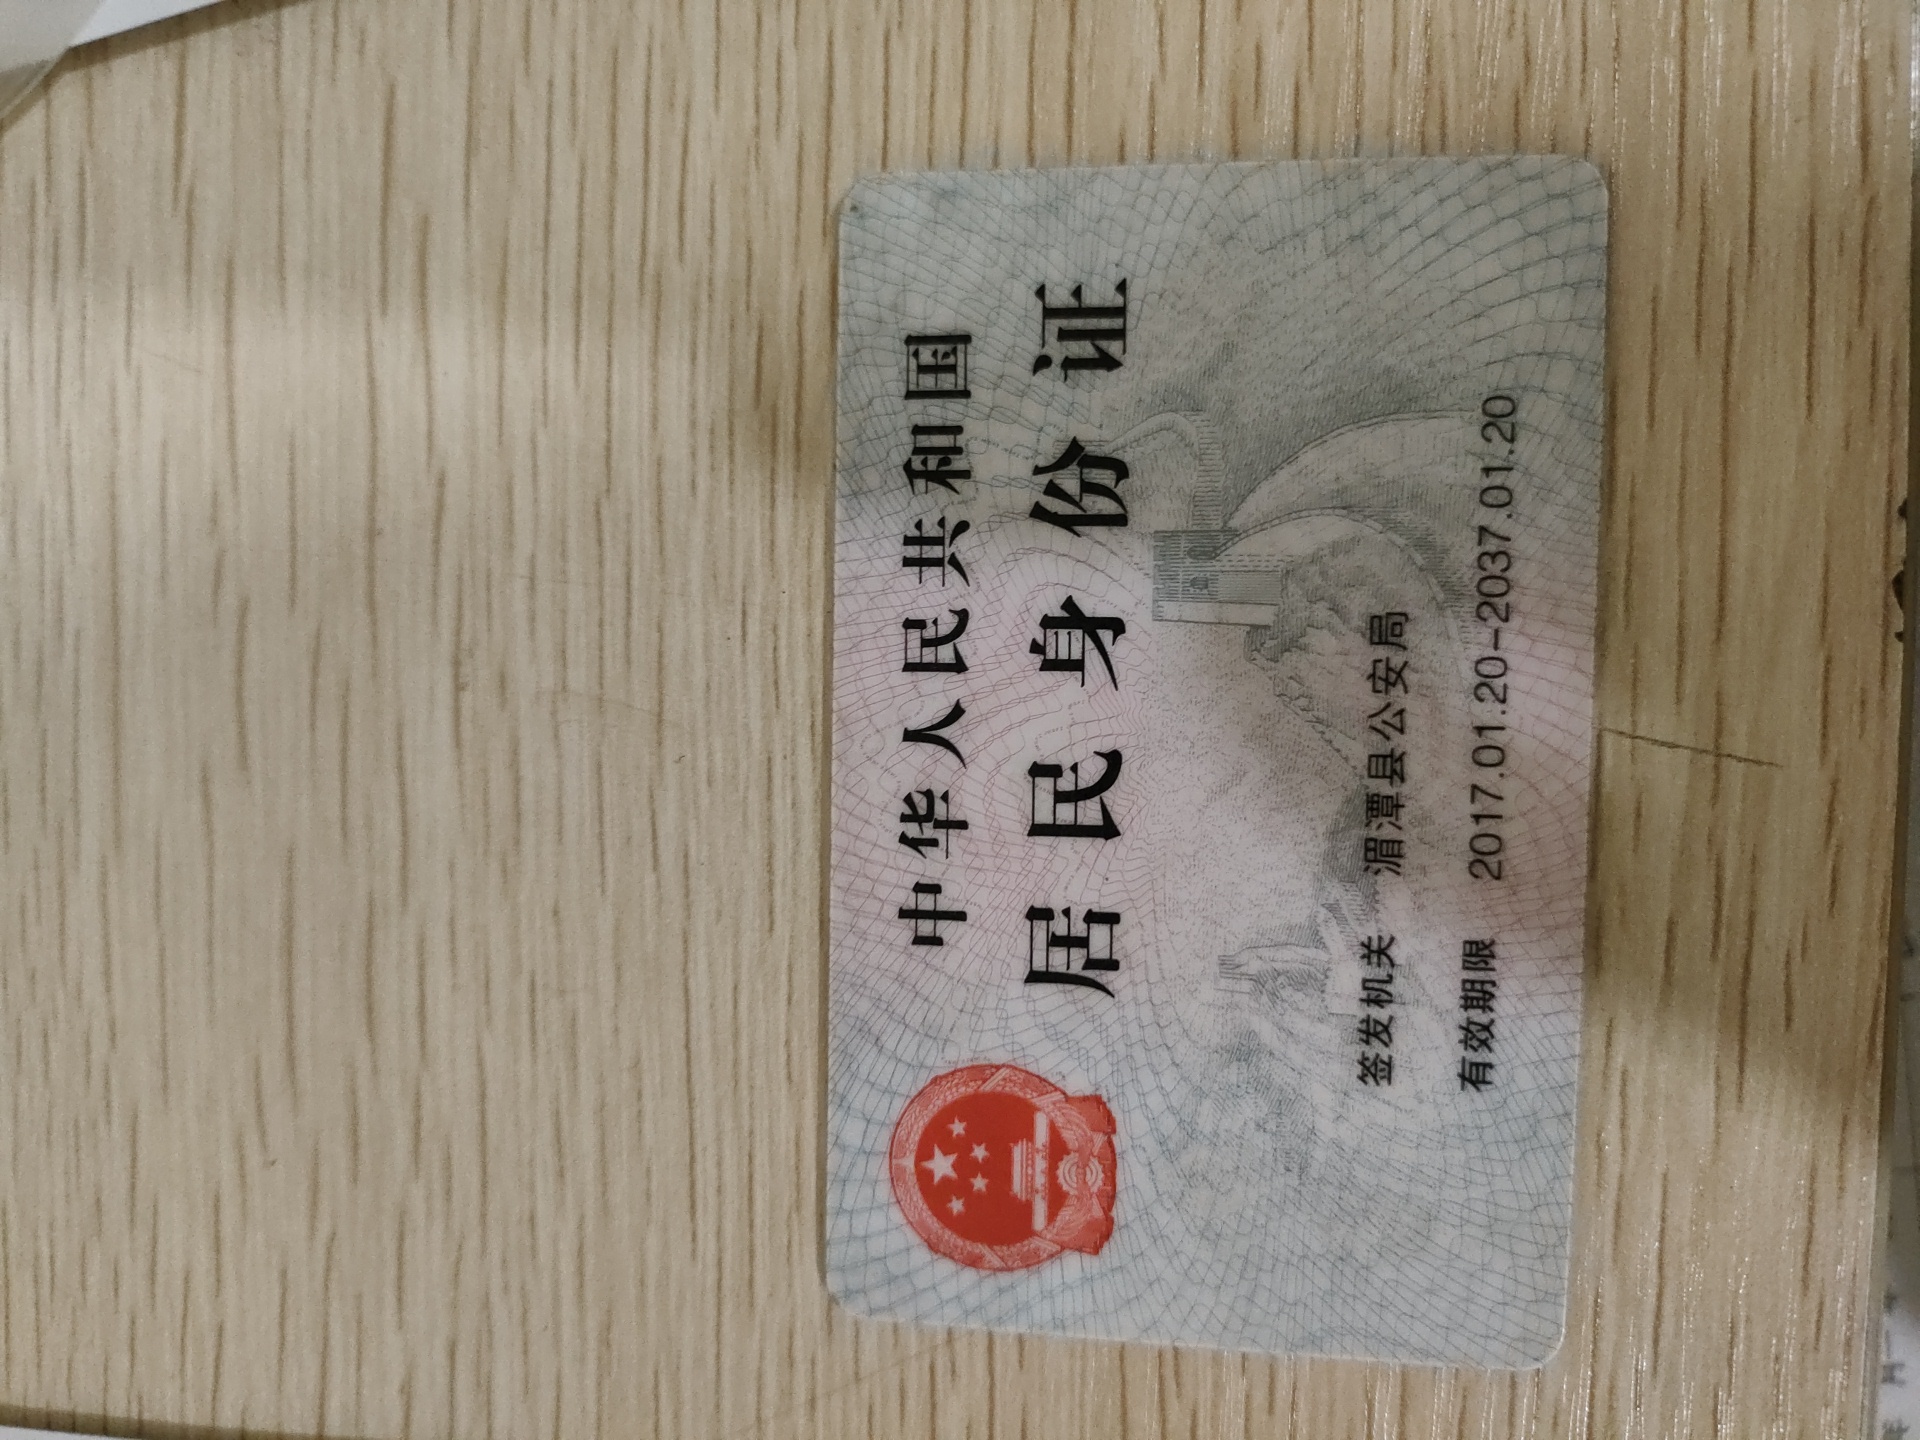 中华人民共和国
居民身份证
签发机关 湄潭县公安局
有效期限 2017.01.20-2037.01.20